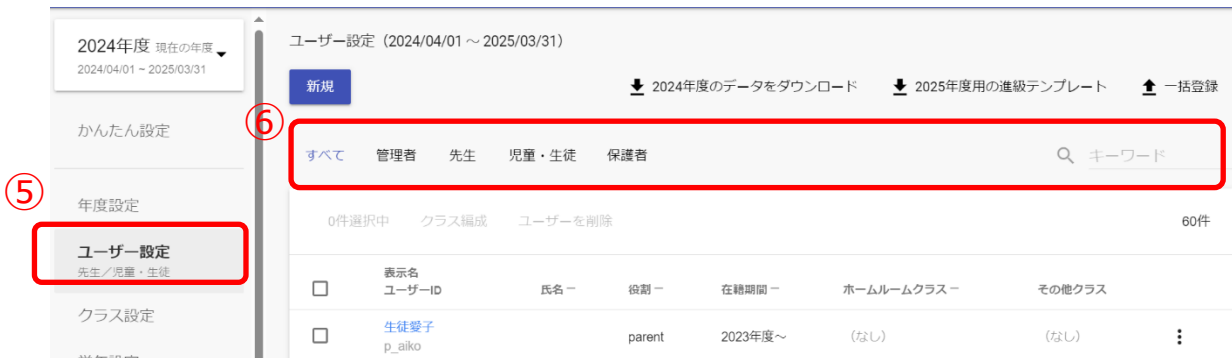 2024年度 現在の年度
2024/04/01 ~ 2025/03/31
かんたん設定
⑤
年度設定
ユーザー設定
先生／児童・生徒
クラス設定
ユーザー設定（2024/04/01 ～ 2025/03/31）
新規
2024年度のデータをダウンロード
2025年度用の進級テンプレート
一括登録
⑥
すべて 管理者 先生 児童・生徒 保護者 キーワード
0件選択中 クラス編成 ユーザーを削除 60件
表示名
ユーザーID 氏名 役割 在籍期間 ホームルームクラス その他クラス
生徒愛子
p_aiko parent 2023年度～ （なし） （なし）